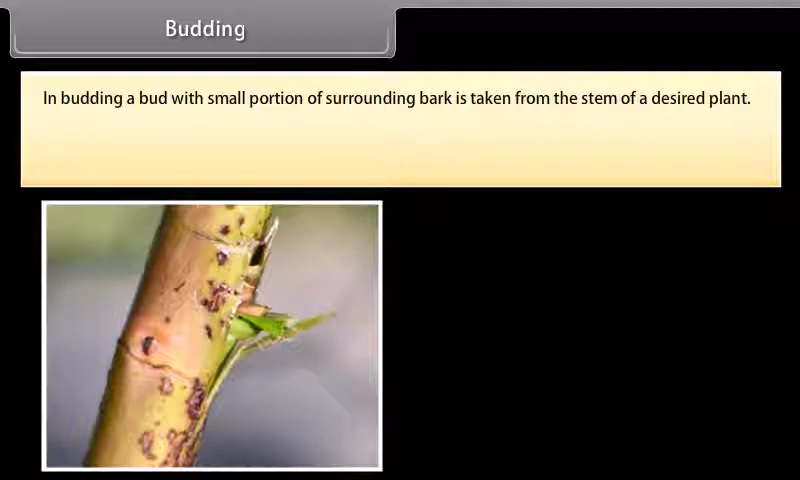 Budding
In budding a bud with small portion of surrounding bark is taken from the stem of a desired plant.